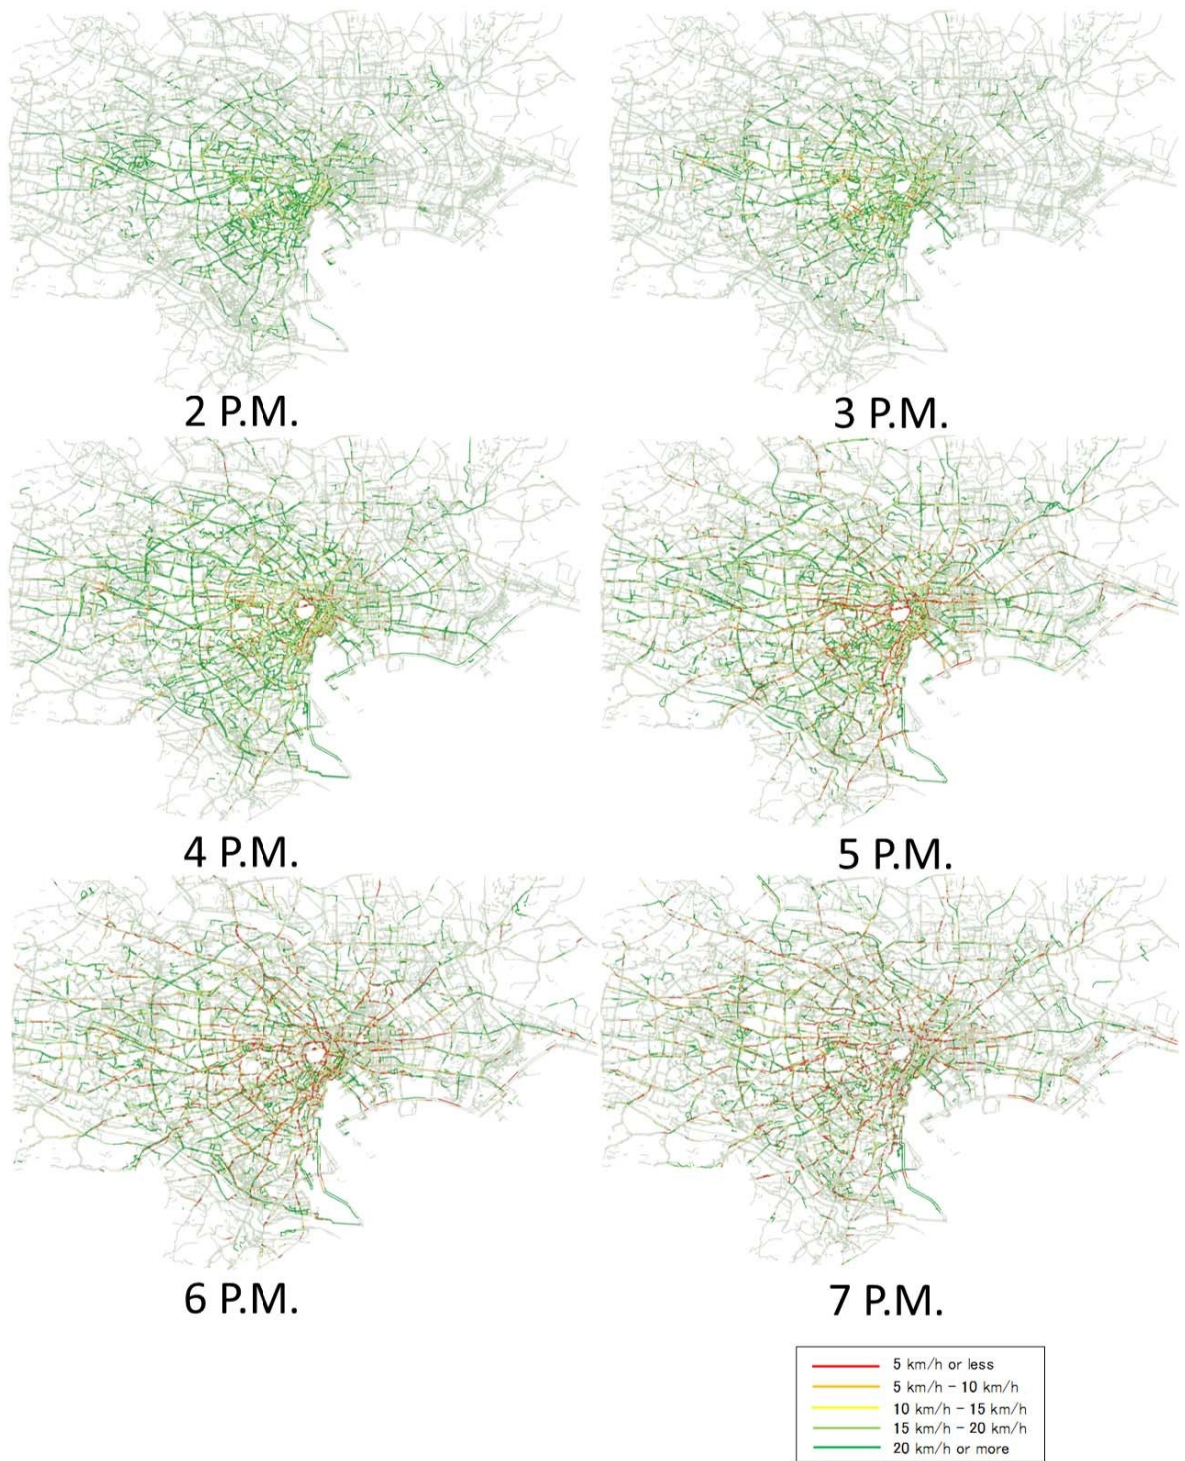 2 P.M.
3 P.M.
4 P.M.
5 P.M.
6 P.M.
7 P.M.
5 km/h or less
5 km/h - 10 km/h
10 km/h - 15 km/h
15 km/h - 20 km/h
20 km/h or more